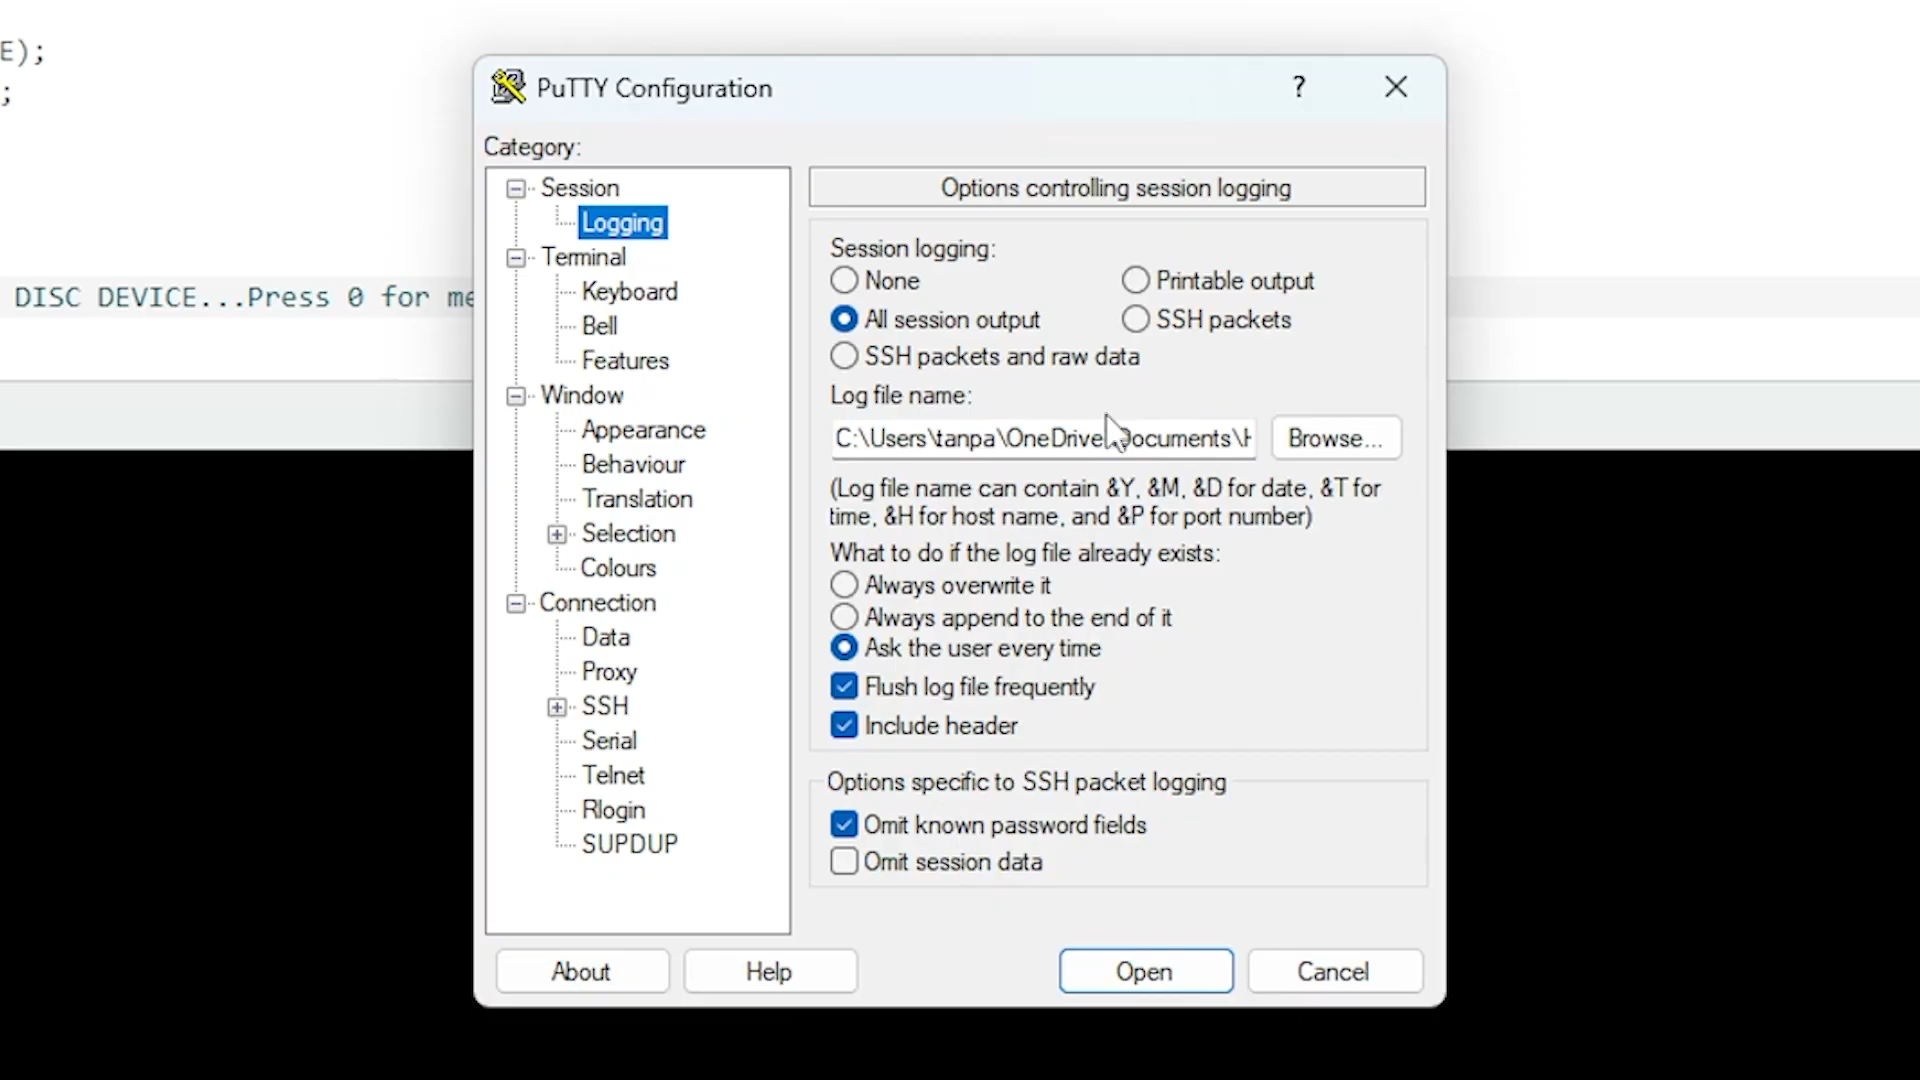 E);
;
DISC DEVICE...Press 0 for me
PuTTY Configuration
?
Category:
Session
Logging
Terminal
Keyboard
Bell
Features
Window
Appearance
Behaviour
Translation
Selection
Colours
Connection
Data
Proxy
SSH
Serial
Telnet
Rlogin
SUPDUP
Options controlling session logging
Session logging:
None
Printable output
All session output
SSH packets
SSH packets and raw data
Log file name:
C:\Users\tanpa\OneDrive\Documents\
Browse...
(Log file name can contain &Y, &M, &D for date, &T for
time, &H for host name, and &P for port number)
What to do if the log file already exists:
Always overwrite it
Always append to the end of it
Ask the user every time
Flush log file frequently
Include header
Options specific to SSH packet logging
Omit known password fields
Omit session data
About
Help
Open
Cancel